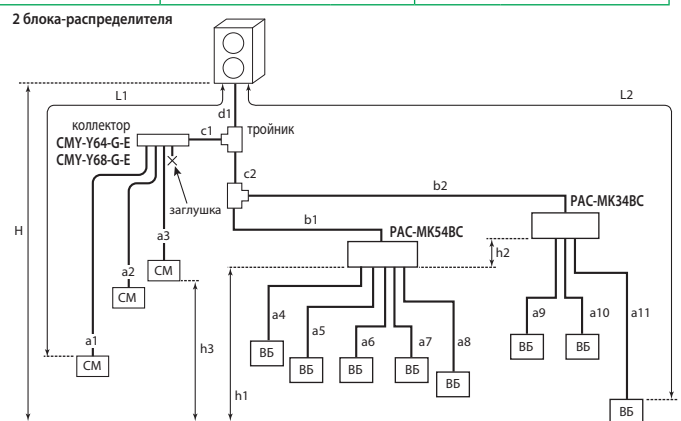 2 блока-распределителя
L1
L2
d1
коллектор
CMY-Y64-G-E
CMY-Y68-G-E
c1
тройник
c2
заглушка
b2
b1
PAC-MK54BC
PAC-MK34BC
H
h2
a3
a2
a1
СМ
СМ
СМ
h3
h1
a4
a5
a6
a7
a8
a9
a10
a11
ВБ
ВБ
ВБ
ВБ
ВБ
ВБ
ВБ
ВБ